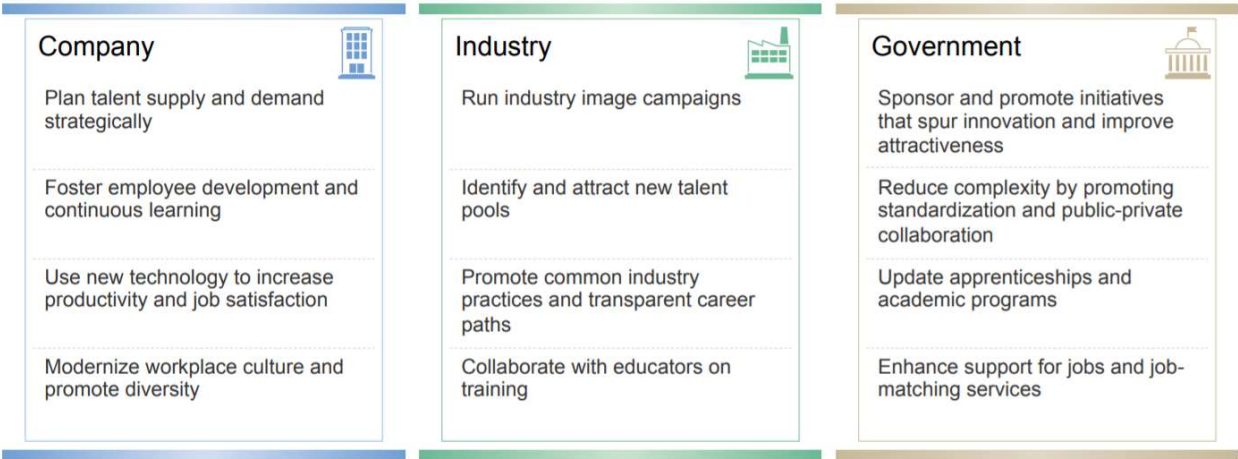 Company
Plan talent supply and demand
strategically
Foster employee development and
continuous learning
Use new technology to increase
productivity and job satisfaction
Modernize workplace culture and
promote diversity
Industry
Run industry image campaigns
Identify and attract new talent
pools
Promote common industry
practices and transparent career
paths
Collaborate with educators on
training
Government
Sponsor and promote initiatives
that spur innovation and improve
attractiveness
Reduce complexity by promoting
standardization and public-private
collaboration
Update apprenticeships and
academic programs
Enhance support for jobs and job-
matching services